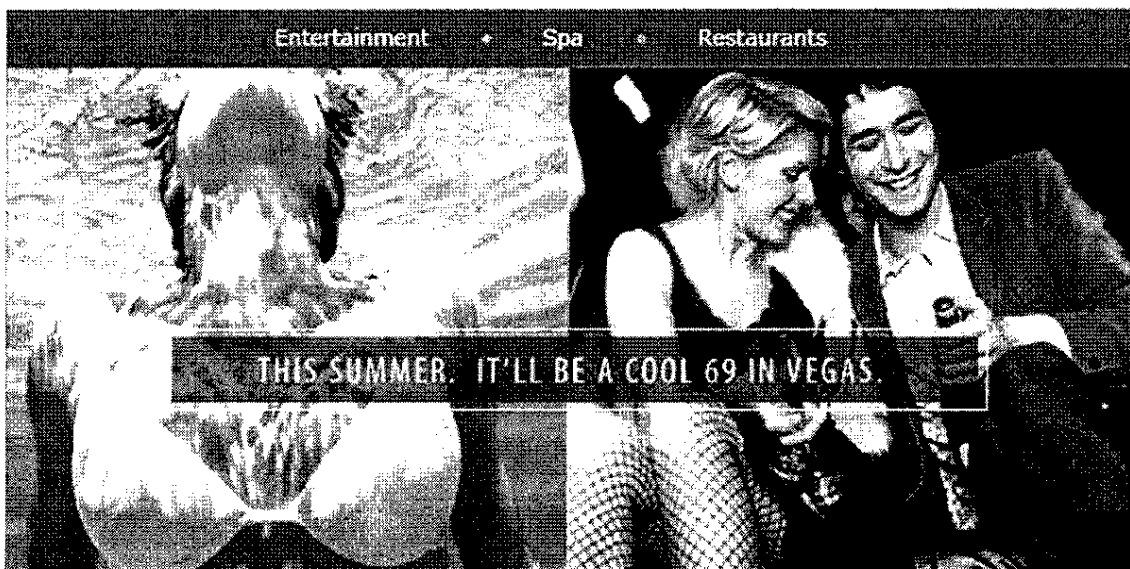 Entertainment • Spa • Restaurants
THIS SUMMER. IT'LL BE A COOL 69 IN VEGAS.